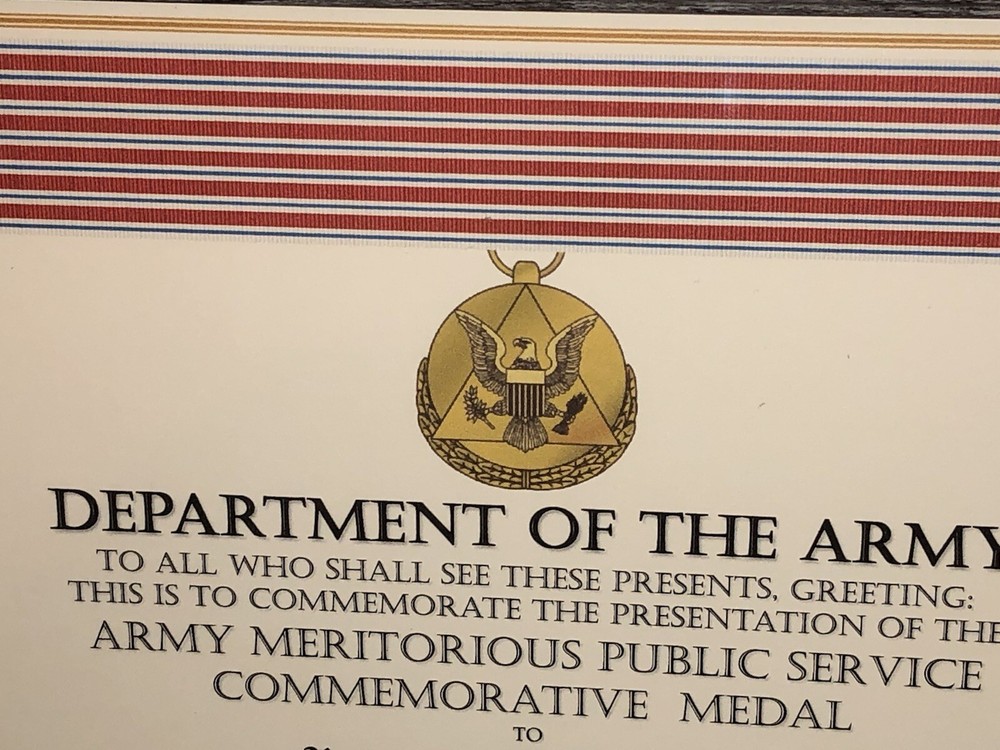 DEPARTMENT OF THE ARMY
TO ALL WHO SHALL SEE THESE PRESENTS, GREETING:
THIS IS TO COMMEMORATE THE PRESENTATION OF THE
ARMY MERITORIOUS PUBLIC SERVICE
COMMEMORATIVE MEDAL
TO